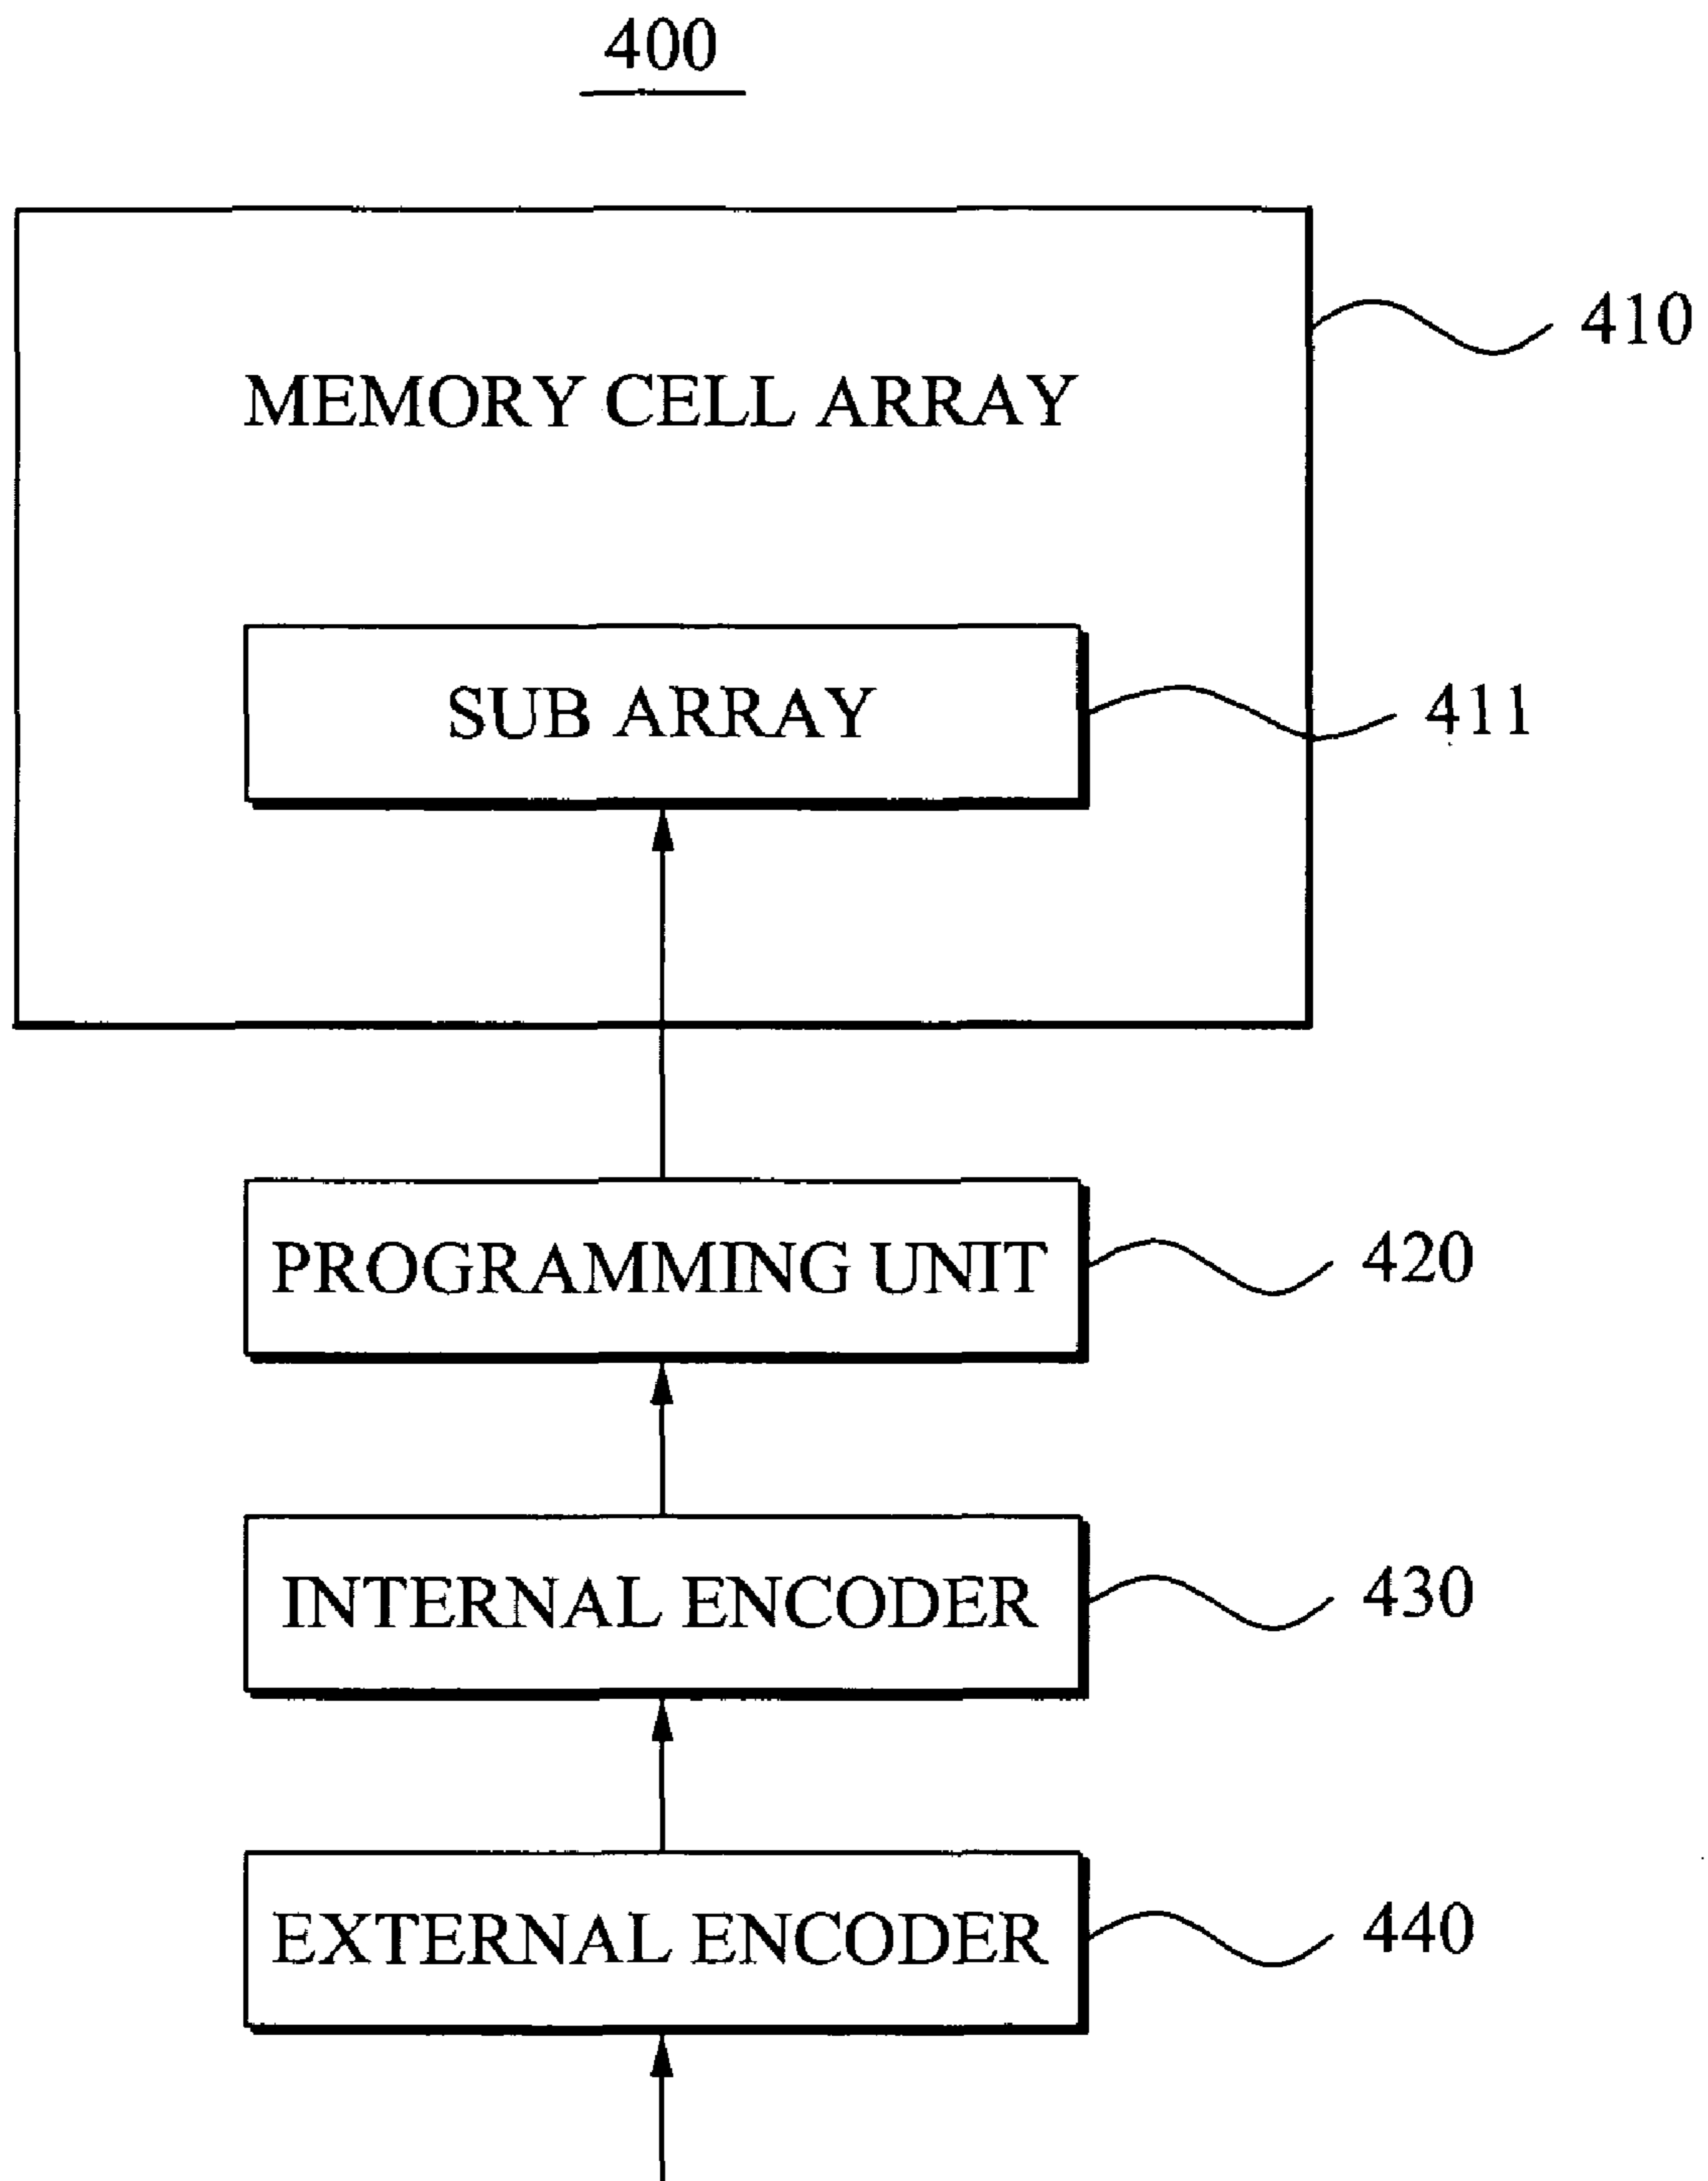 400
410
MEMORY CELL ARRAY
SUB ARRAY
411
PROGRAMMING UNIT
420
INTERNAL ENCODER
430
EXTERNAL ENCODER
440